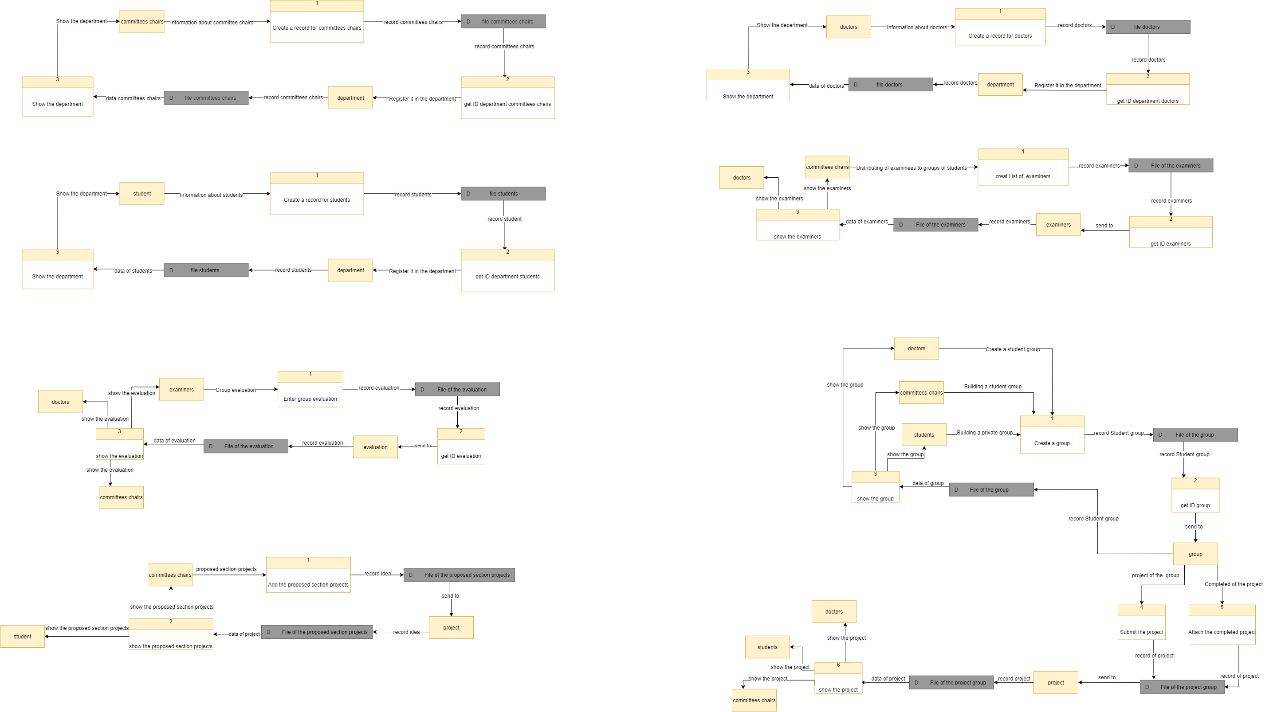 Show the department
committees chairs
information about committee chairs
1
Create a record for committees chairs
record committees chairs
D file committees chairs
record committees chairs
2
get ID department committees chairs
Register it in the department
department
record committees chairs
D file committees chairs
data committees chairs
3
Show the department
Show the department
doctors
information about doctors
1
Create a record for doctors
record doctors
D file doctors
record doctors
get ID department doctors
Register it in the department
department
record doctors
D file doctors
data of doctors
3
Show the department
Show the department
student
information about students
1
Create a record for students
record students
D file students
record student
2
get ID department students
Register it in the department
department
record students
D file students
data of students
3
Show the department
doctors
committees chairs
Distributing of examinees to groups of students
1
creat List of examiners
record examiners
D File of the examiners
record examiners
2
get ID examiners
send to
examiners
record examiners
D File of the examiners
data of examiners
3
show the examiners
show the examiners
show the examiners
doctors
show the evaluation
examiners
Group evaluation
1
Enter group evaluation
record evaluation
D File of the evaluation
record evaluation
2
get ID evaluation
send to
evaluation
record evaluation
D File of the evaluation
data of evaluation
3
show the evaluation
show the evaluation
show the evaluation
committees chairs
doctors
Create a student group
show the group
committees chairs
Building a student group
show the group
students
Building a private group
show the group
1
Create a group
record Student group
D File of the group
record Student group
2
get ID group
send to
group
record Student group
D File of the group
data of group
3
show the group
project of the group
Completed of the project
4
Submit the project
5
Attach the completed project
record of project
record of project
D File of the project group
send to
project
record project
D File of the project group
data of project
6
show the project
show the project
doctors
show the project
students
show the project
committees chairs
committees chairs
proposed section projects
1
Add the proposed section projects
record idea
D File of the proposed section projects
send to
project
record idea
D File of the proposed section projects
data of project
2
show the proposed section projects
show the proposed section projects
show the proposed section projects
student